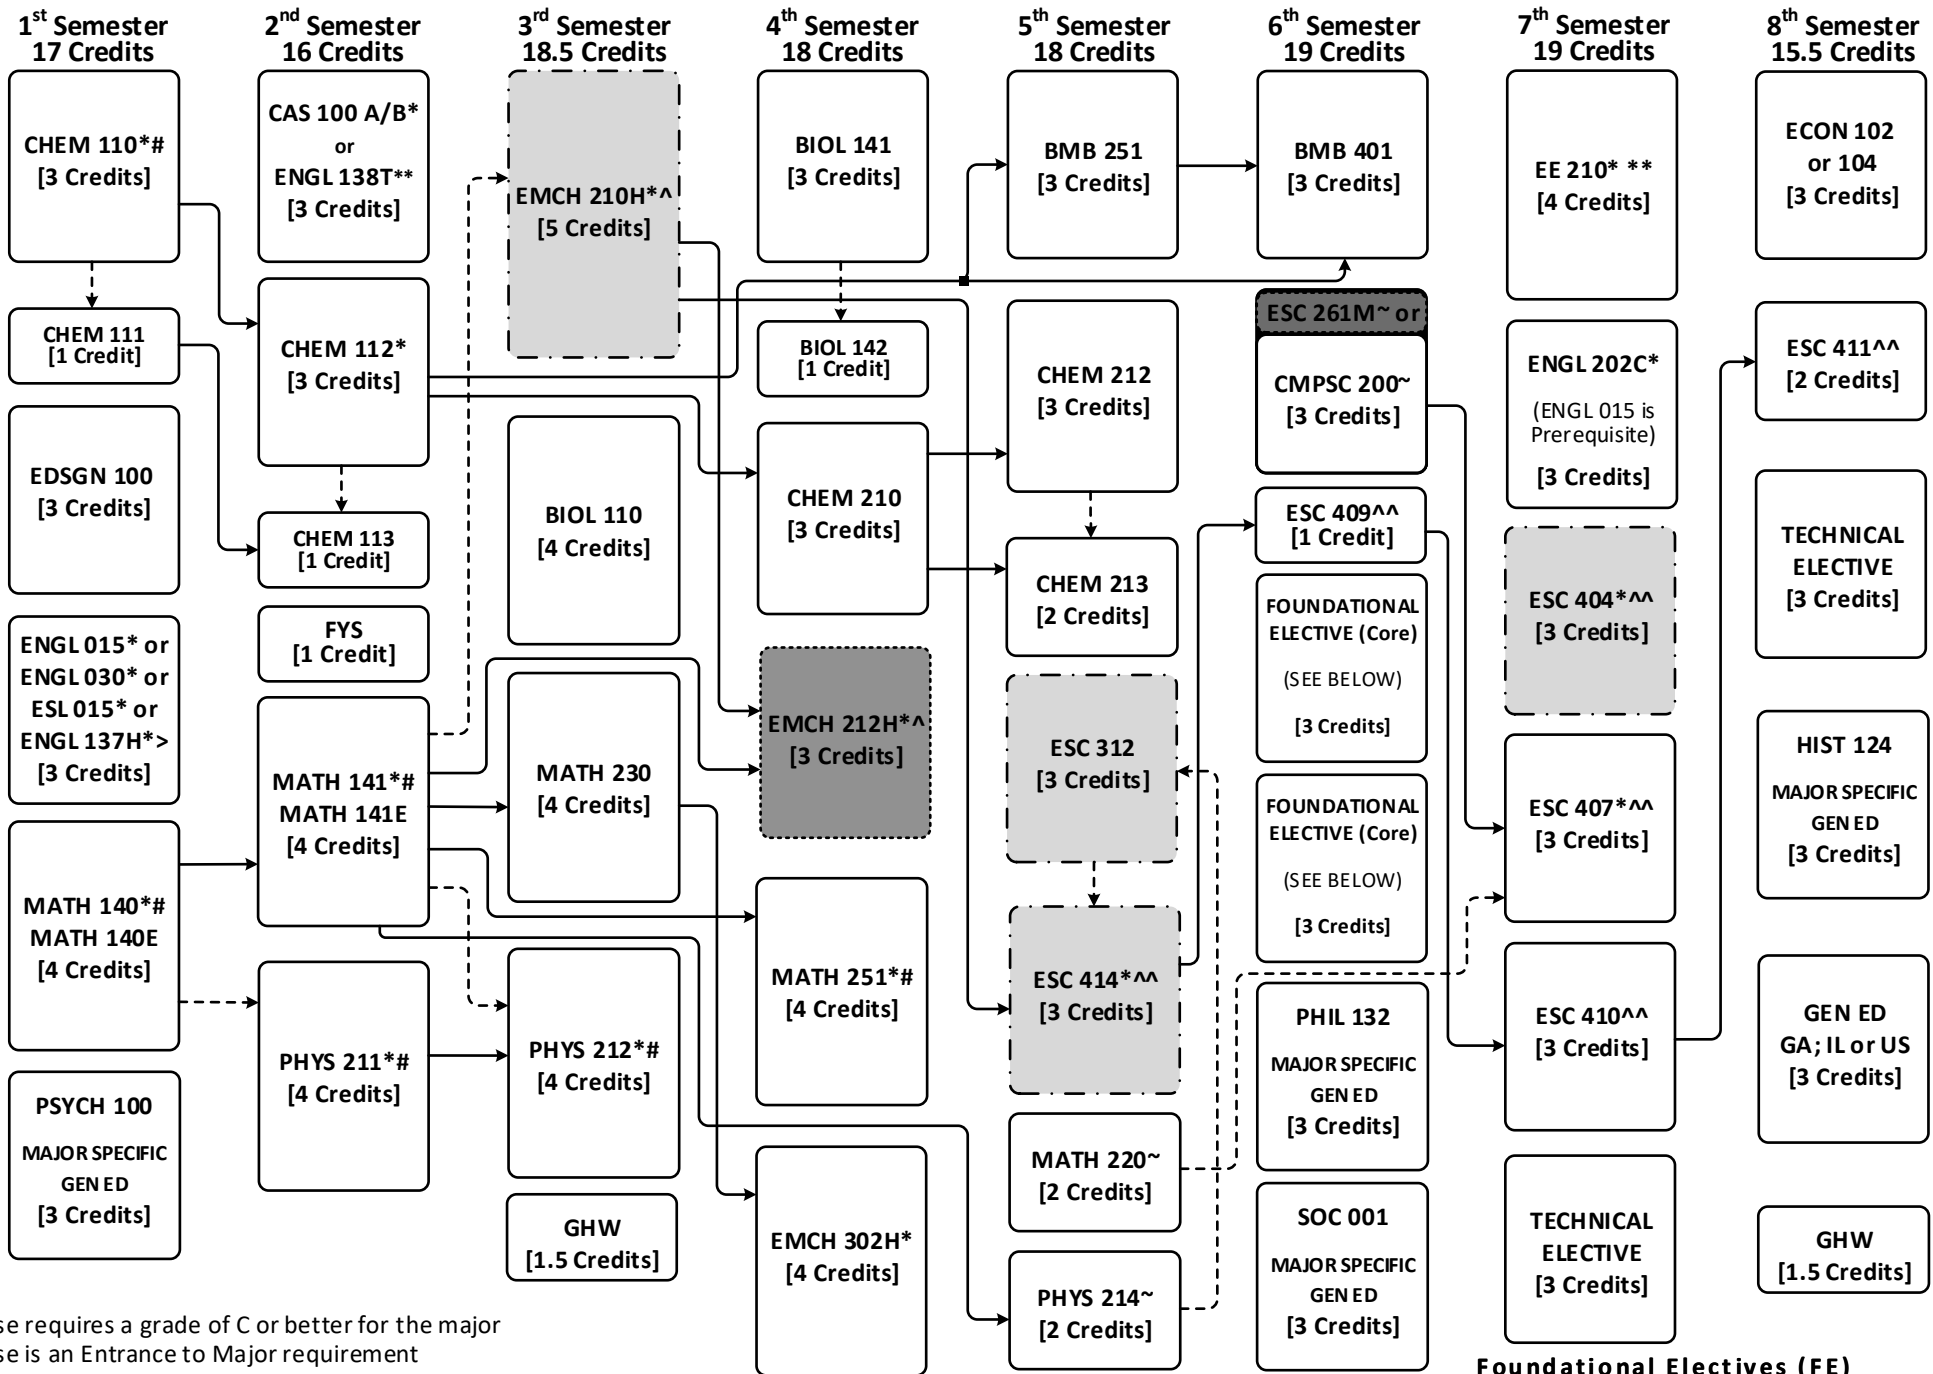 1st Semester
17 Credits
CHEM 110*#
[3 Credits]
CHEM 111
[1 Credit]
EDSGN 100
[3 Credits]
ENGL 015* or
ENGL 030* or
ESL 015* or
ENGL 137H*>
[3 Credits]
MATH 140*#
MATH 140E
[4 Credits]
PSYCH 100
MAJOR SPECIFIC
GEN ED
[3 Credits]
2nd Semester
16 Credits
CAS 100 A/B*
or
ENGL 138T**
[3 Credits]
CHEM 112*
[3 Credits]
CHEM 113
[1 Credit]
FYS
[1 Credit]
MATH 141*#
MATH 141E
[4 Credits]
PHYS 211*#
[4 Credits]
3rd Semester
18.5 Credits
EMCH 210H*^
[5 Credits]
BIOL 110
[4 Credits]
MATH 230
[4 Credits]
PHYS 212*#
[4 Credits]
GHW
[1.5 Credits]
4th Semester
18 Credits
BIOL 141
[3 Credits]
BIOL 142
[1 Credit]
CHEM 210
[3 Credits]
EMCH 212H*^
[3 Credits]
MATH 251*#
[4 Credits]
EMCH 302H*
[4 Credits]
5th Semester
18 Credits
BMB 251
[3 Credits]
CHEM 212
[3 Credits]
CHEM 213
[2 Credits]
ESC 312
[3 Credits]
ESC 414*^^
[3 Credits]
MATH 220~
[2 Credits]
PHYS 214~
[2 Credits]
6th Semester
19 Credits
BMB 401
[3 Credits]
ESC 261M~ or
CMPSC 200~
[3 Credits]
ESC 409^^
[1 Credit]
FOUNDATIONAL
ELECTIVE (Core)
(SEE BELOW)
[3 Credits]
FOUNDATIONAL
ELECTIVE (Core)
(SEE BELOW)
[3 Credits]
PHIL 132
MAJOR SPECIFIC
GEN ED
[3 Credits]
SOC 001
MAJOR SPECIFIC
GEN ED
[3 Credits]
7th Semester
19 Credits
EE 210* **
[4 Credits]
ENGL 202C*
(ENGL 015 is
Prerequisite)
[3 Credits]
ESC 404*^^
[3 Credits]
ESC 407*^^
[3 Credits]
ESC 410^^
[3 Credits]
TECHNICAL
ELECTIVE
[3 Credits]
8th Semester
15.5 Credits
ECON 102
or 104
[3 Credits]
ESC 411^^
[2 Credits]
TECHNICAL
ELECTIVE
[3 Credits]
HIST 124
MAJOR SPECIFIC
GEN ED
[3 Credits]
GEN ED
GA; IL or US
[3 Credits]
GHW
[1.5 Credits]
se requires a grade of C or better for the major
se is an Entrance to Major requirement
Foundational Electives (FE)